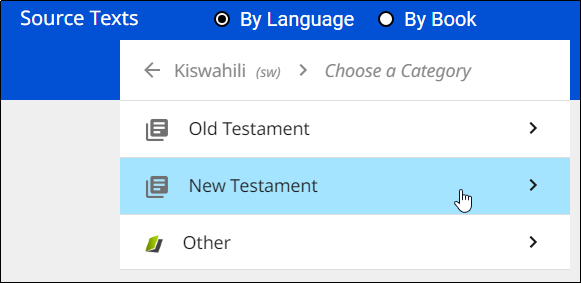 Source Texts By Language By Book
Kiswahili (sw) Choose a Category
Old Testament
New Testament
Other